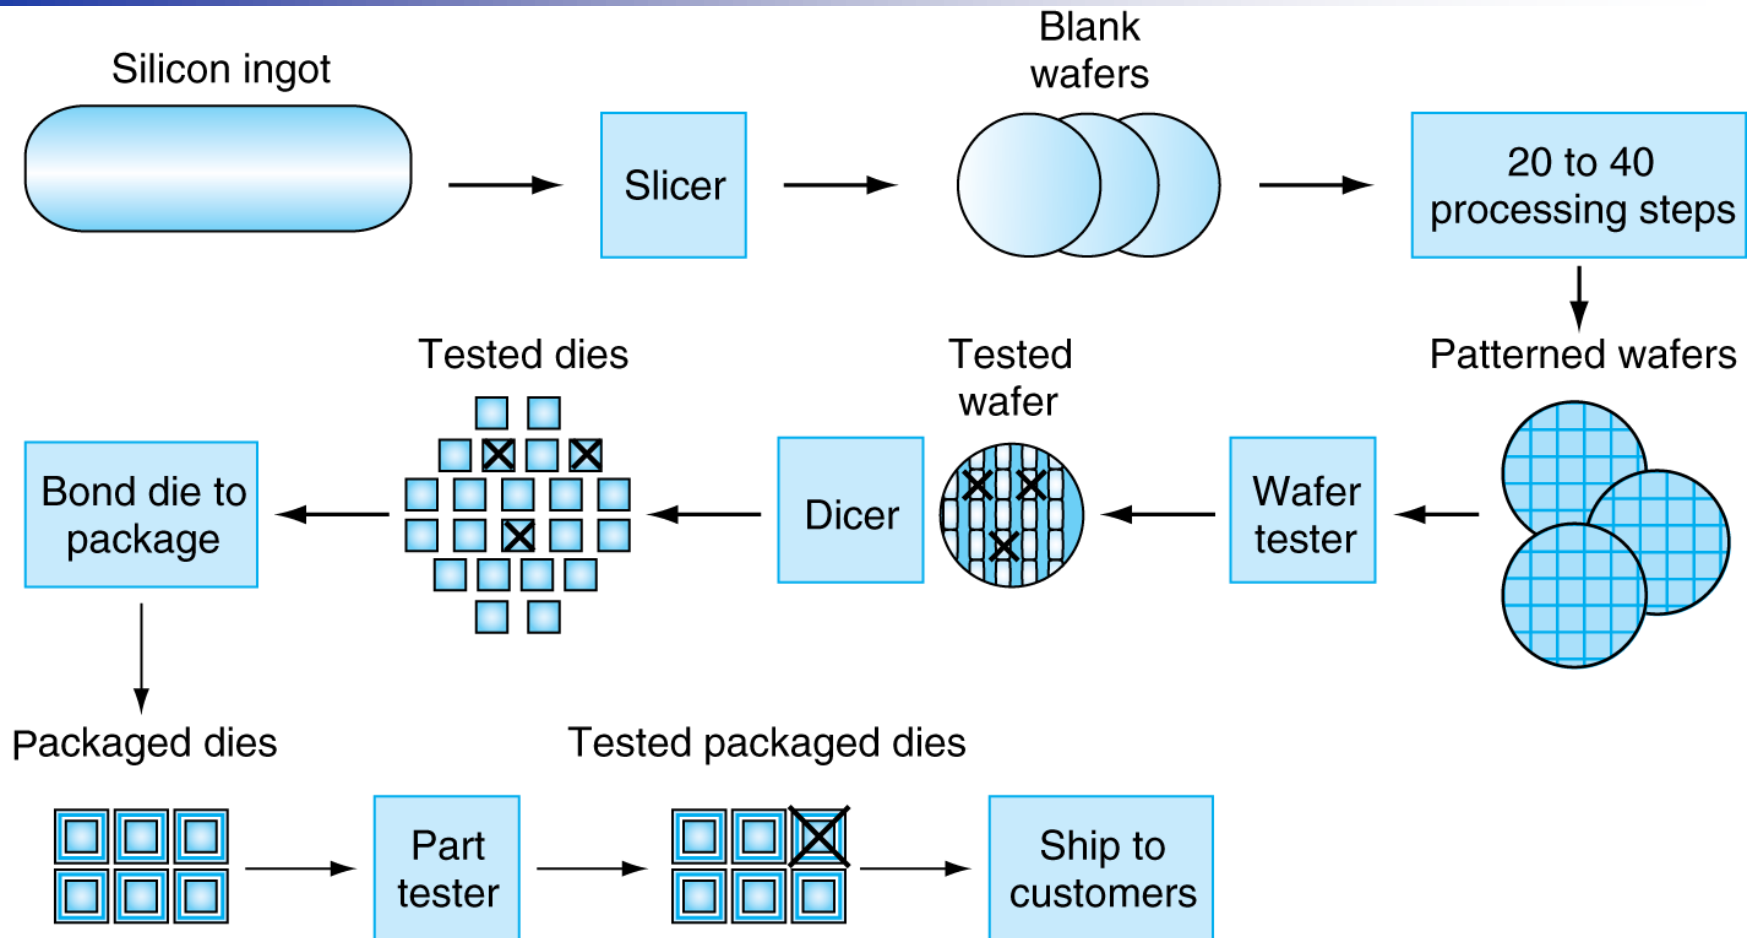 Silicon ingot
Slicer
Blank
wafers
20 to 40
processing steps
Patterned wafers
Wafer
tester
Tested
wafer
Dicer
Tested dies
Bond die to
package
Packaged dies
Part
tester
Tested packaged dies
Ship to
customers